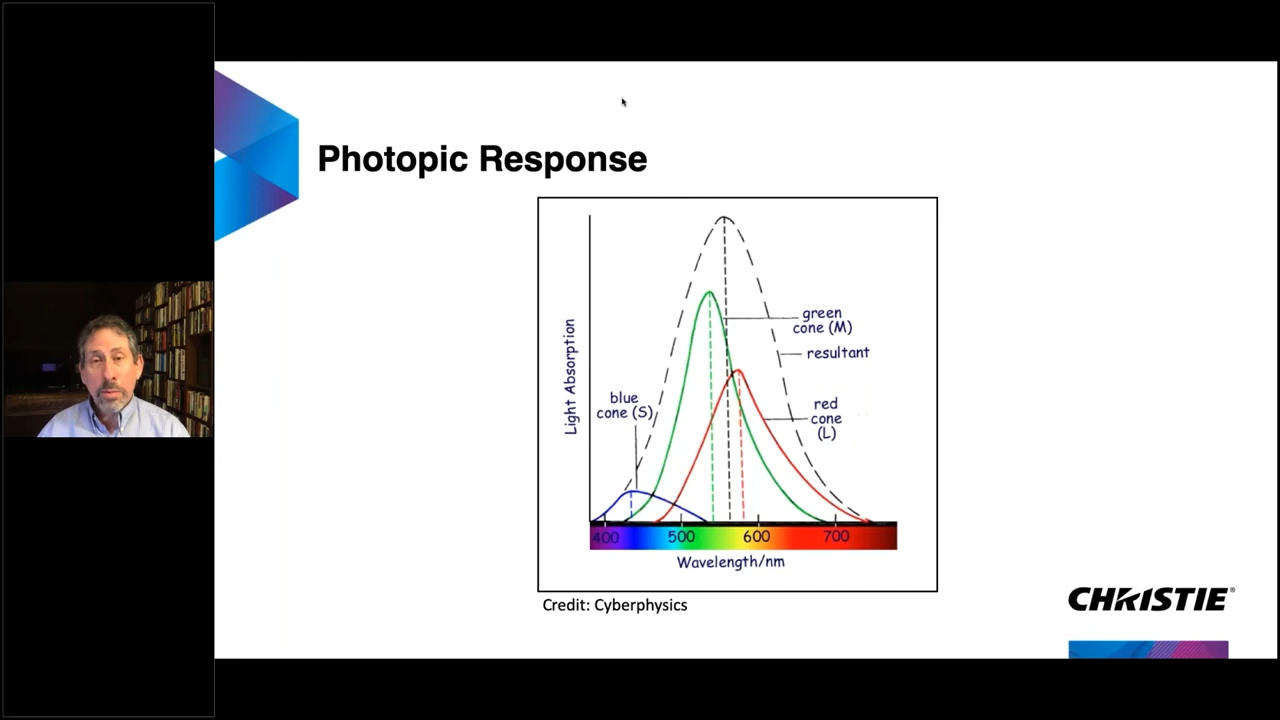 Photopic Response
Light Absorption
blue
cone (S)
green
cone (M)
resultant
red
cone
(L)
400
500
600
700
Wavelength/nm
Credit: Cyberphysics
CHRISTIE®